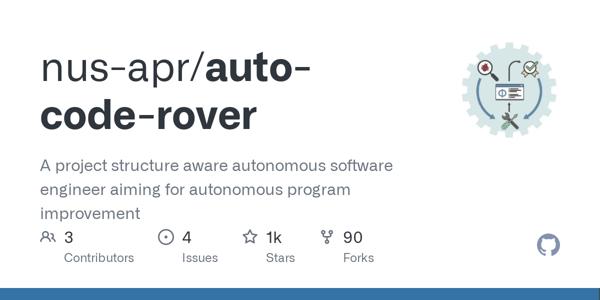 nus-apr/auto-
code-rover
A project structure aware autonomous software
engineer aiming for autonomous program
improvement
3 4 1k 90
Contributors Issues Stars Forks